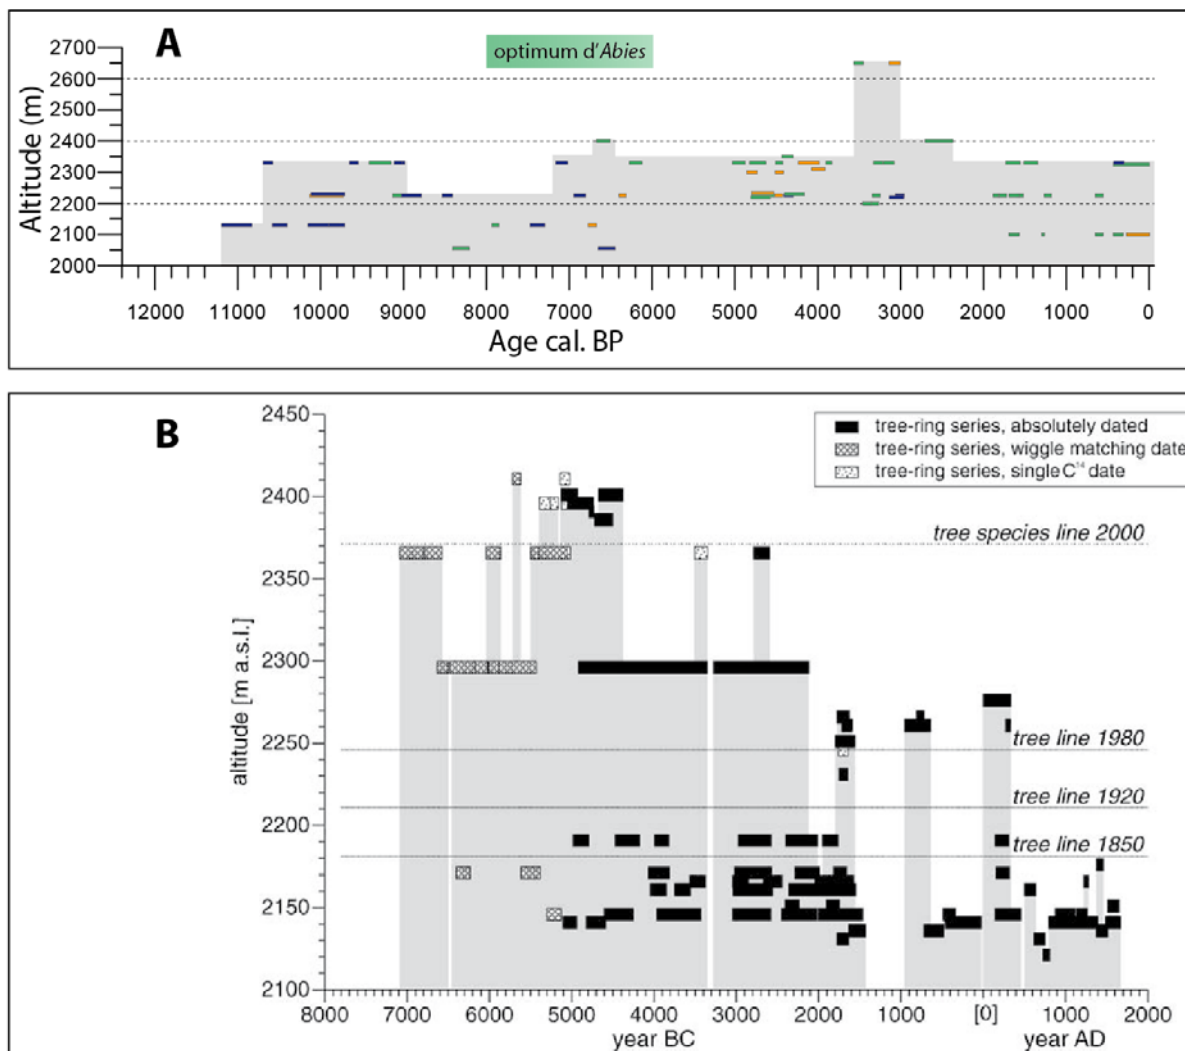 A
optimum d'Abies
2700
2600
2500
2400
2300
2200
2100
2000
Altitude (m)
12000 11000 10000 9000 8000 7000 6000 5000 4000 3000 2000 1000 0
Age cal. BP
B
2450
2400
2350
2300
2250
2200
2150
2100
altitude [m a.s.l.]
tree-ring series, absolutely dated
tree-ring series, wiggle matching date
tree-ring series, single C¹⁴ date
tree species line 2000
tree line 1980
tree line 1920
tree line 1850
8000 7000 6000 5000 4000 3000 2000 1000 [0] 1000 2000
year BC year AD